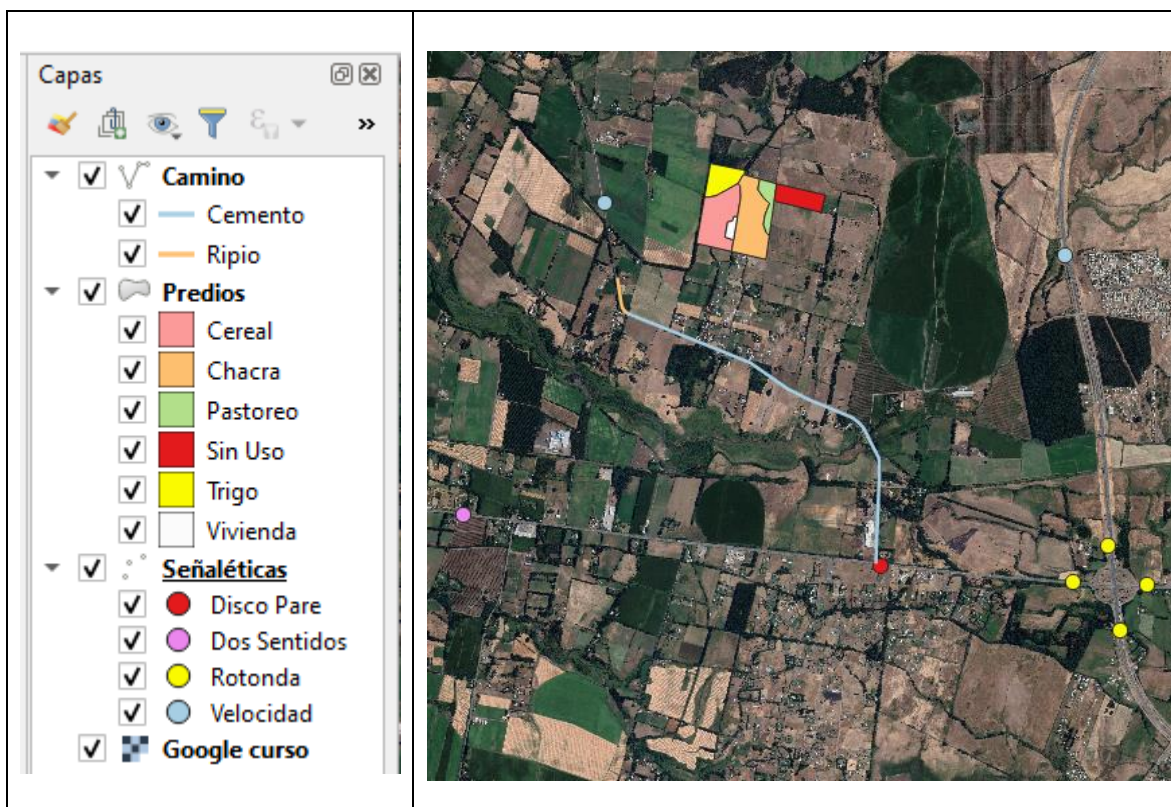 Capas
»
Camino
Cemento
Ripio
Predios
Cereal
Chacra
Pastoreo
Sin Uso
Trigo
Vivienda
Señaléticas
Disco Pare
Dos Sentidos
Rotonda
Velocidad
Google curso